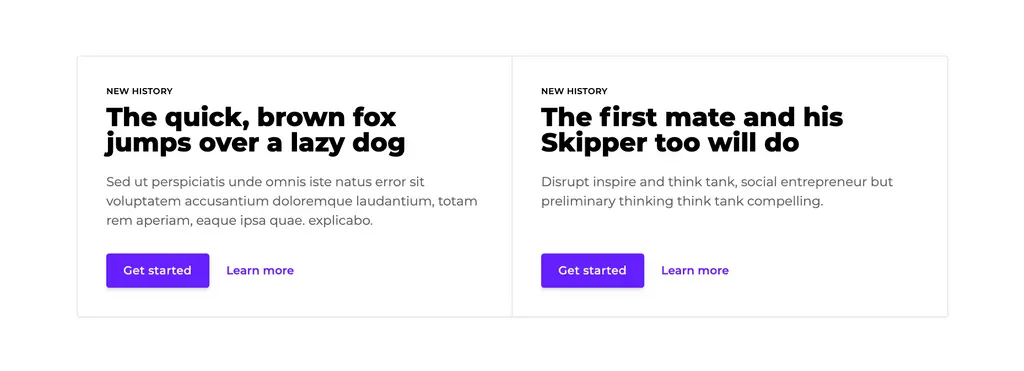 NEW HISTORY
The quick, brown fox
jumps over a lazy dog
Sed ut perspiciatis unde omnis iste natus error sit
voluptatem accusantium doloremque laudantium, totam
rem aperiam, eaque ipsa quae. explicabo.
Get started
Learn more
NEW HISTORY
The first mate and his
Skipper too will do
Disrupt inspire and think tank, social entrepreneur but
preliminary thinking think tank compelling.
Get started
Learn more